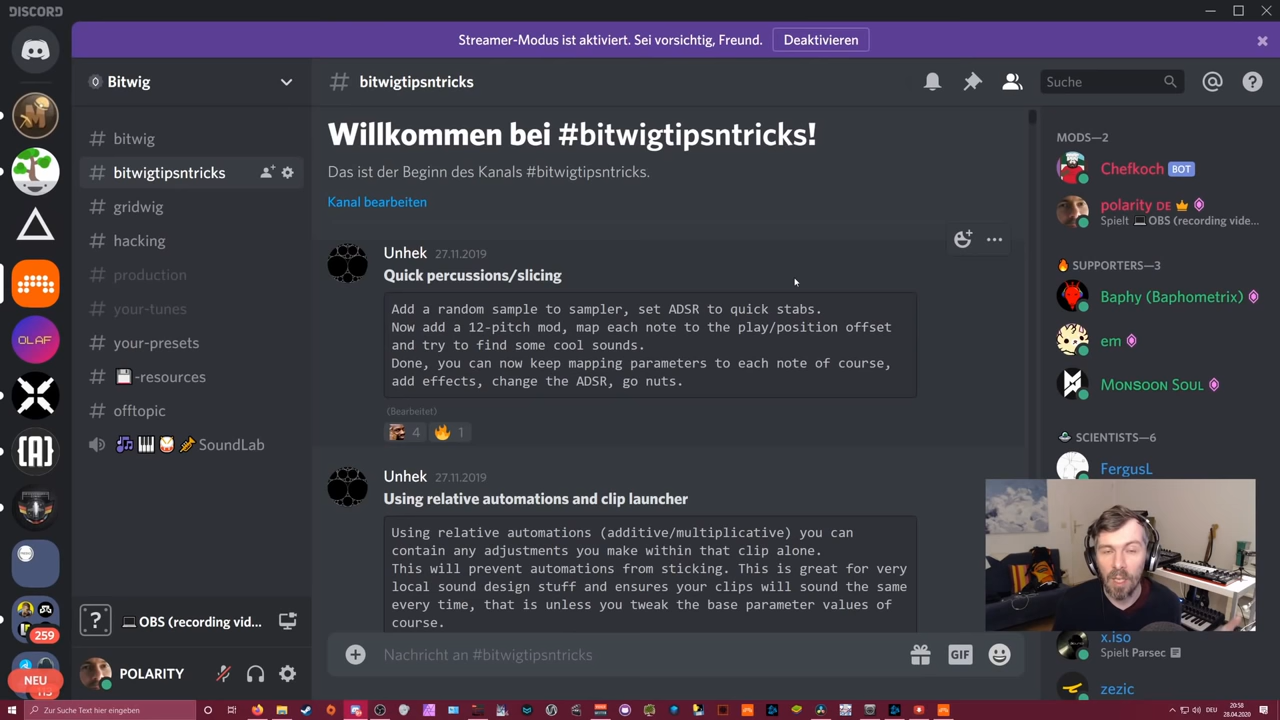 DISCORD
Streamer-Modus ist aktiviert. Sei vorsichtig, Freund.
Deaktivieren
Bitwig
# bitwigtipsntricks
Suche
# bitwig
# bitwigtipsntricks
# gridwig
# hacking
# production
# your-tunes
# your-presets
# -resources
# offtopic
SoundLab
Willkommen bei #bitwigtipsntricks!
Das ist der Beginn des Kanals #bitwigtipsntricks.
Kanal bearbeiten
Unhek 27.11.2019
Quick percussions/slicing
Add a random sample to sampler, set ADSR to quick stabs.
Now add a 12-pitch mod, map each note to the play/position offset
and try to find some cool sounds.
Done, you can now keep mapping parameters to each note of course,
add effects, change the ADSR, go nuts.
(Bearbeitet)
4 1
Unhek 27.11.2019
Using relative automations and clip launcher
Using relative automations (additive/multiplicative) you can
contain any adjustments you make within that clip alone.
This will prevent automations from sticking. This is great for very
local sound design stuff and ensures your clips will sound the same
every time, that is unless you tweak the base parameter values of
course.
Nachricht an #bitwigtipsntricks
GIF
MODS—2
Chefkoch BOT
polarity DE
Spielt OBS (recording vide...
SUPPORTERS—3
Baphy (Baphometrix)
em
MONSOON SOUL
SCIENTISTS—6
FergusL
x.iso
Spielt Parsec
zezic
OLAF
[A]
259
NEU
? OBS (recording vid...
POLARITY
Zur Suche Text hier eingeben
DEU
20:58
28.04.2020